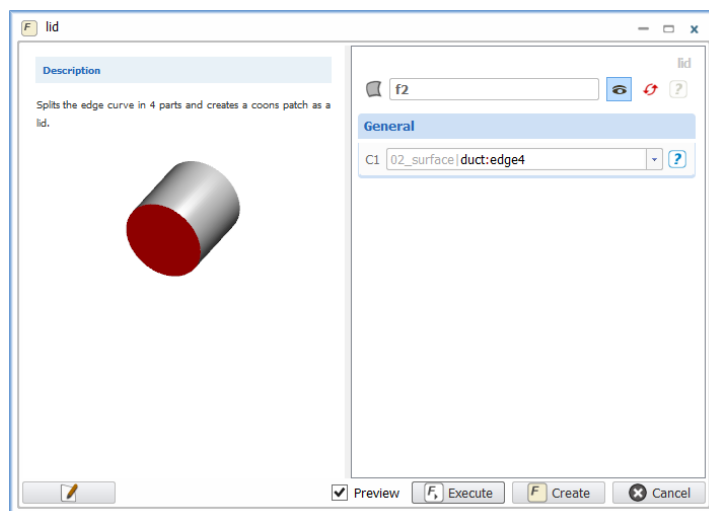 F lid
Description
Splits the edge curve in 4 parts and creates a coons patch as a
lid.
lid
f2
?
General
C1 02_surface|duct:edge4 ?
Preview F Execute F Create Cancel